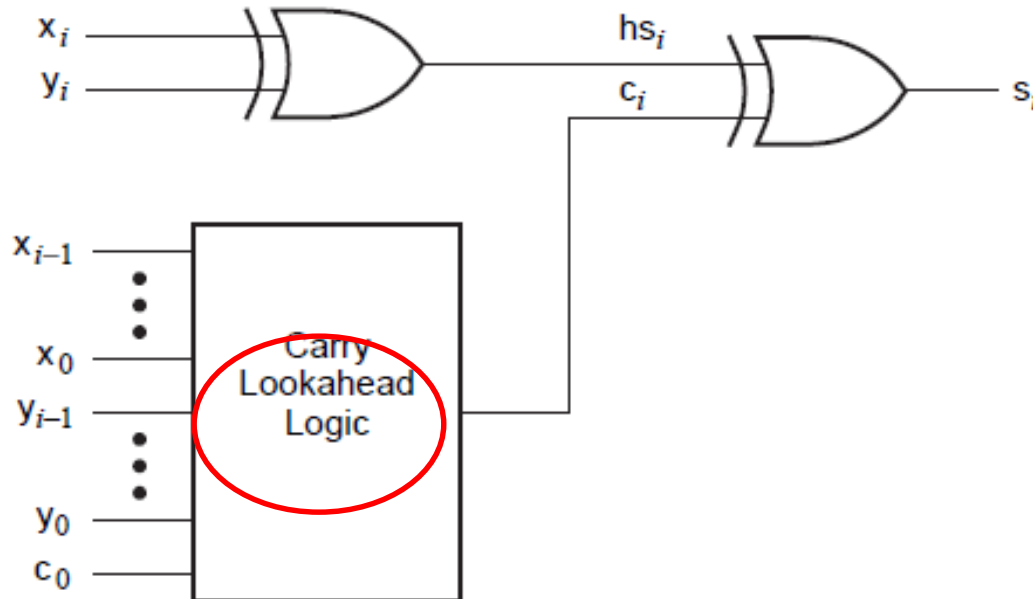 x_i
y_i
hs_i
c_i
s_i
x_{i–1}
x_0
y_{i–1}
y_0
c_0
Carry
Lookahead
Logic